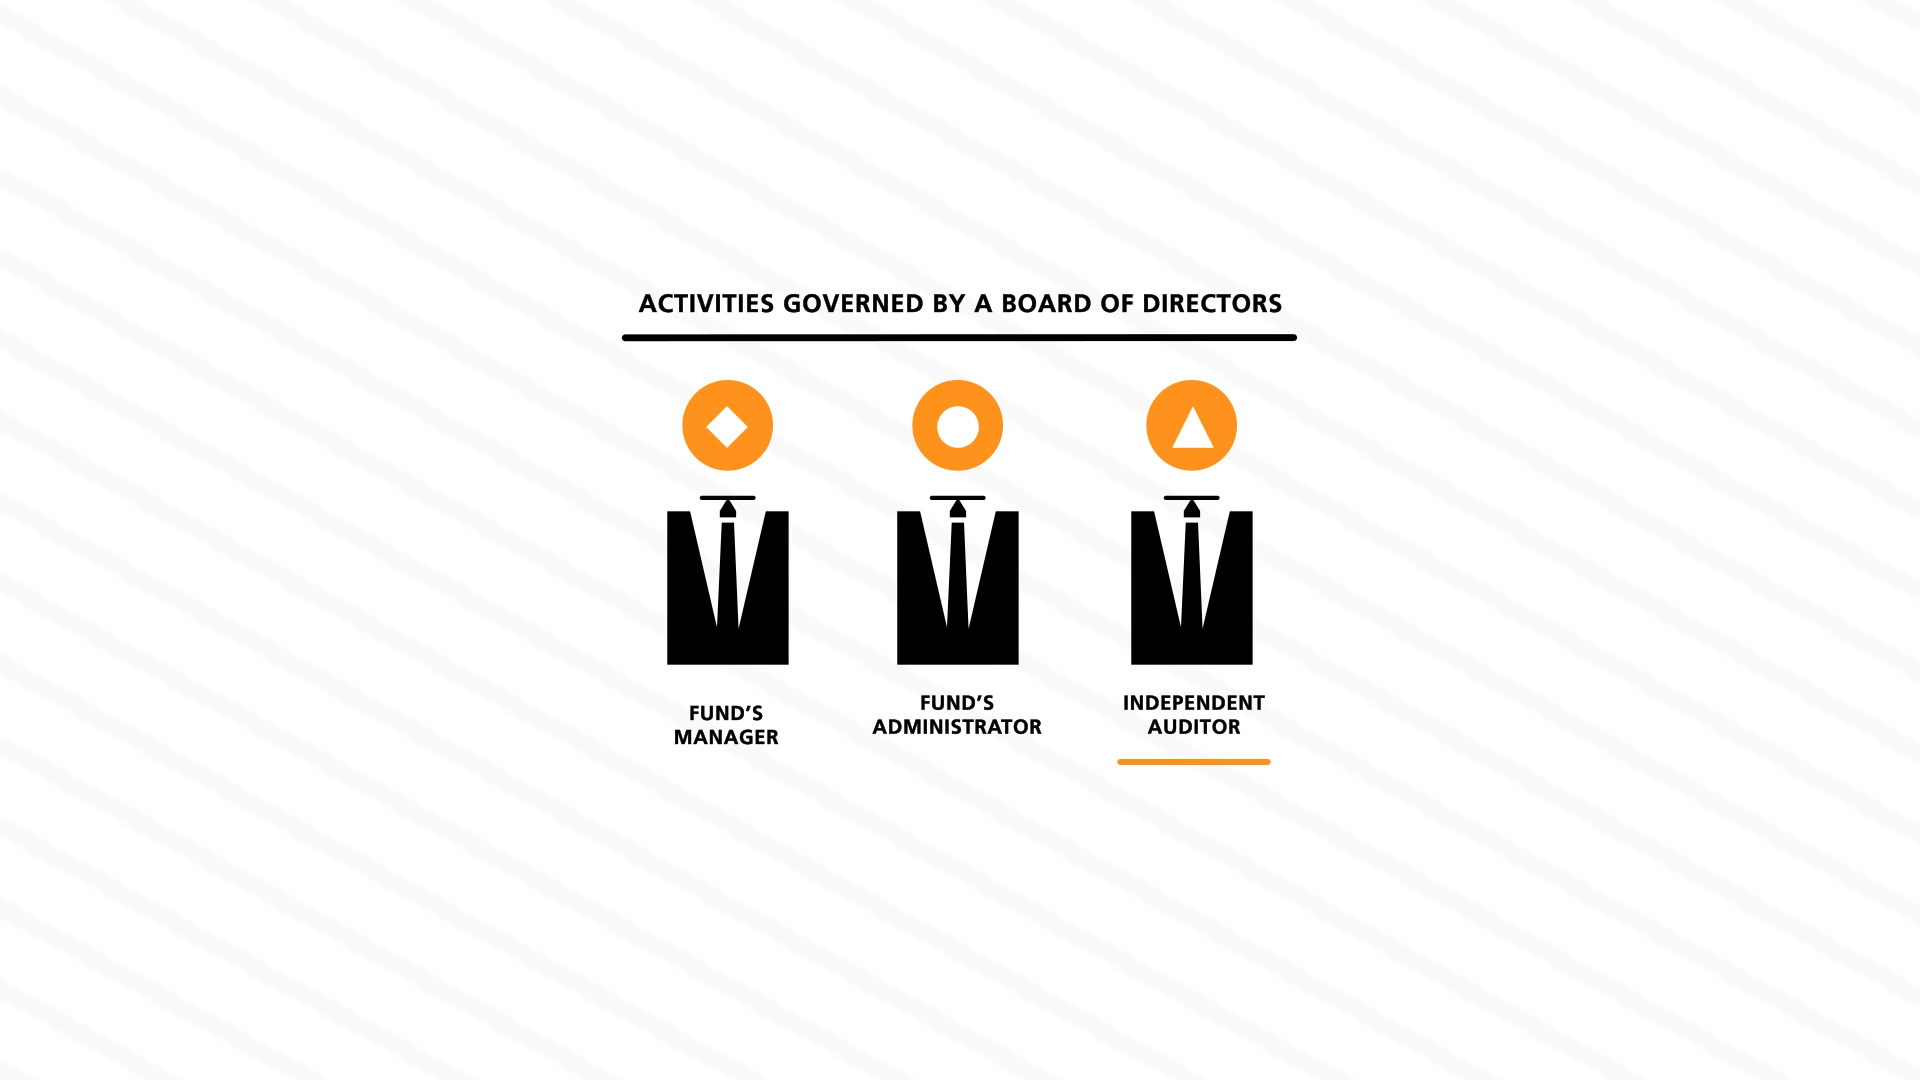 ACTIVITIES GOVERNED BY A BOARD OF DIRECTORS
FUND’S
MANAGER
FUND’S
ADMINISTRATOR
INDEPENDENT
AUDITOR